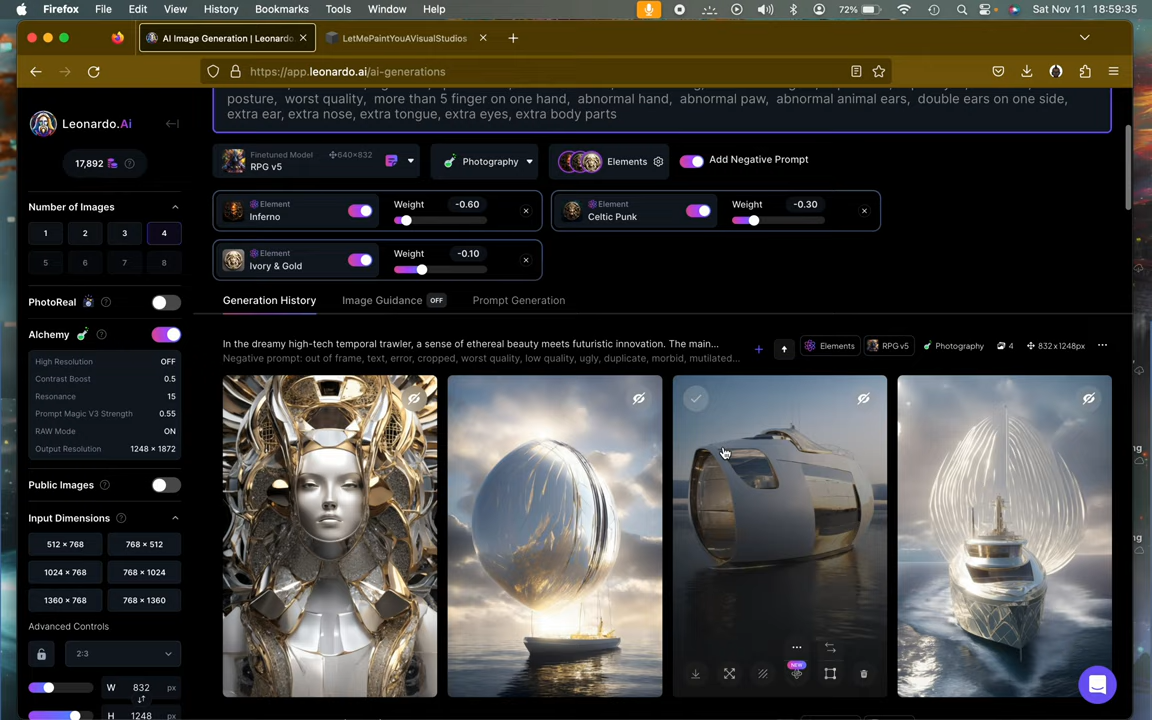 Firefox File Edit View History Bookmarks Tools Window Help 72% Sat Nov 11 18:59:35
AI Image Generation | Leonardo. LetMePaintYouAVisualStudios
https://app.leonardo.ai/ai-generations
posture, worst quality, more than 5 finger on one hand, abnormal hand, abnormal paw, abnormal animal ears, double ears on one side,
extra ear, extra nose, extra tongue, extra eyes, extra body parts
Leonardo.Ai
17,892
Finetuned Model 640×832
RPG v5
Photography
Elements
Add Negative Prompt
Number of Images
1 2 3 4
5 6 7 8
Element
Inferno
Weight -0.60
Element
Celtic Punk
Weight -0.30
Element
Ivory & Gold
Weight -0.10
PhotoReal
Generation History Image Guidance OFF Prompt Generation
Alchemy
High Resolution OFF
Contrast Boost 0.5
Resonance 15
Prompt Magic V3 Strength 0.55
RAW Mode ON
Output Resolution 1248 × 1872
In the dreamy high-tech temporal trawler, a sense of ethereal beauty meets futuristic innovation. The main...
Negative prompt: out of frame, text, error, cropped, worst quality, low quality, ugly, duplicate, morbid, mutilated...
Elements RPG v5 Photography 4 832x1248px
Public Images
Input Dimensions
512 × 768 768 × 512
1024 × 768 768 × 1024
1360 × 768 768 × 1360
Advanced Controls
2:3
W 832 px
H 1248 px
NEW